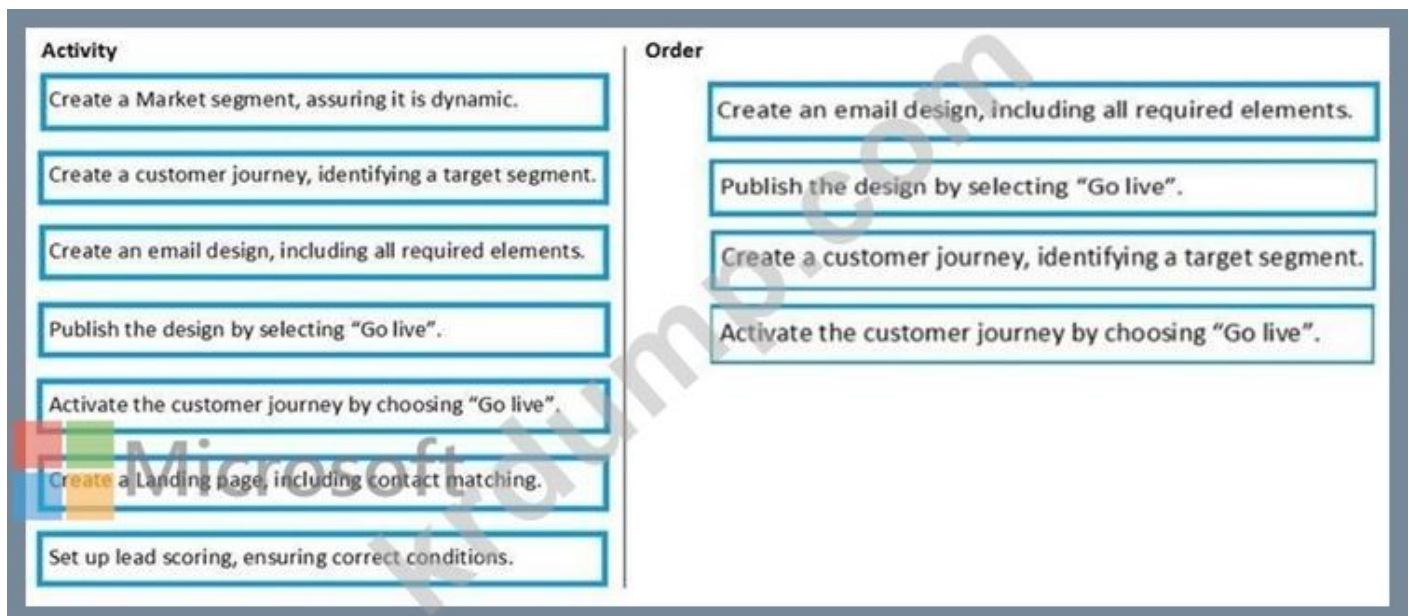 Activity
Create a Market segment, assuring it is dynamic.
Create a customer journey, identifying a target segment.
Create an email design, including all required elements.
Publish the design by selecting “Go live”.
Activate the customer journey by choosing “Go live”.
Create a Landing page, including contact matching.
Set up lead scoring, ensuring correct conditions.
Order
Create an email design, including all required elements.
Publish the design by selecting “Go live”.
Create a customer journey, identifying a target segment.
Activate the customer journey by choosing “Go live”.
Microsoft
krdump.com